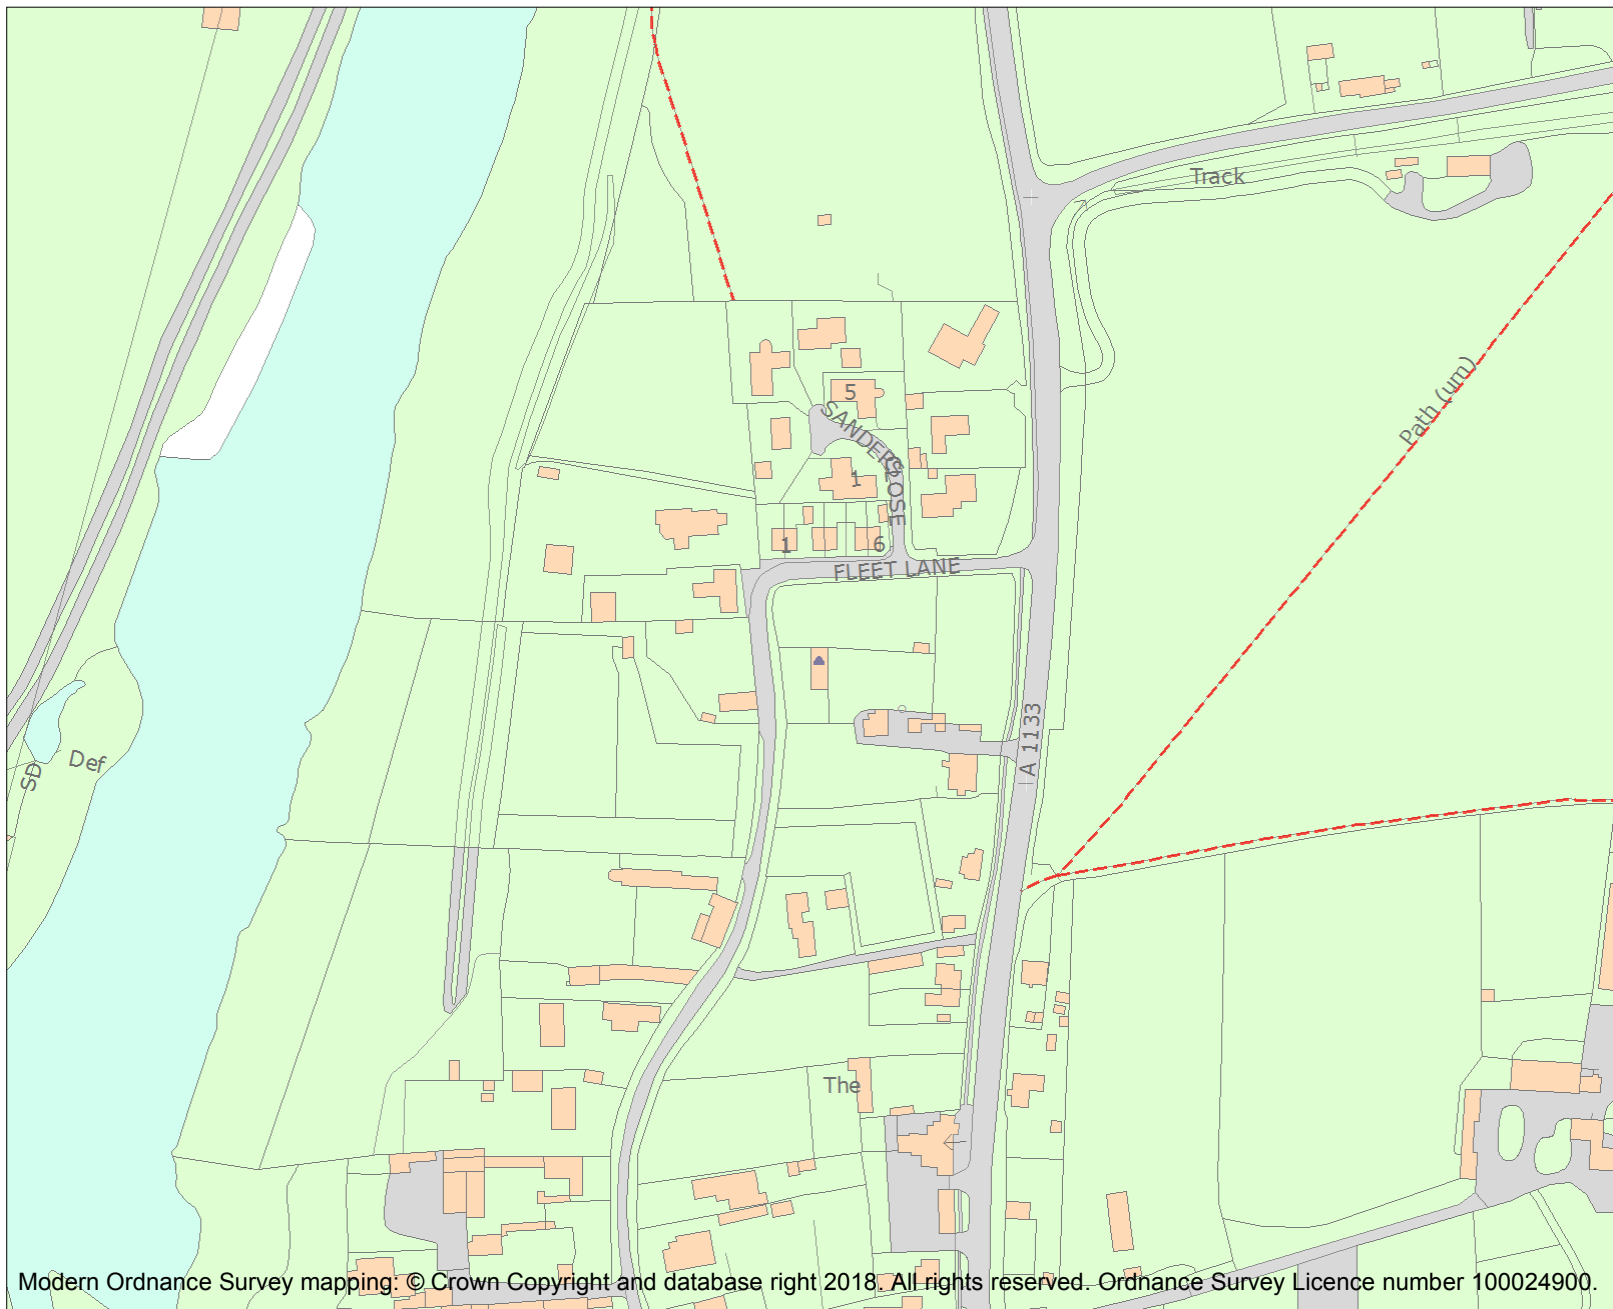 Track
Path (um)
5
SANDERS
CLOSE
1
1
6
FLEET LANE
A 1133
SD
Def
The
Modern Ordnance Survey mapping: © Crown Copyright and database right 2018. All rights reserved. Ordnance Survey Licence number 100024900.